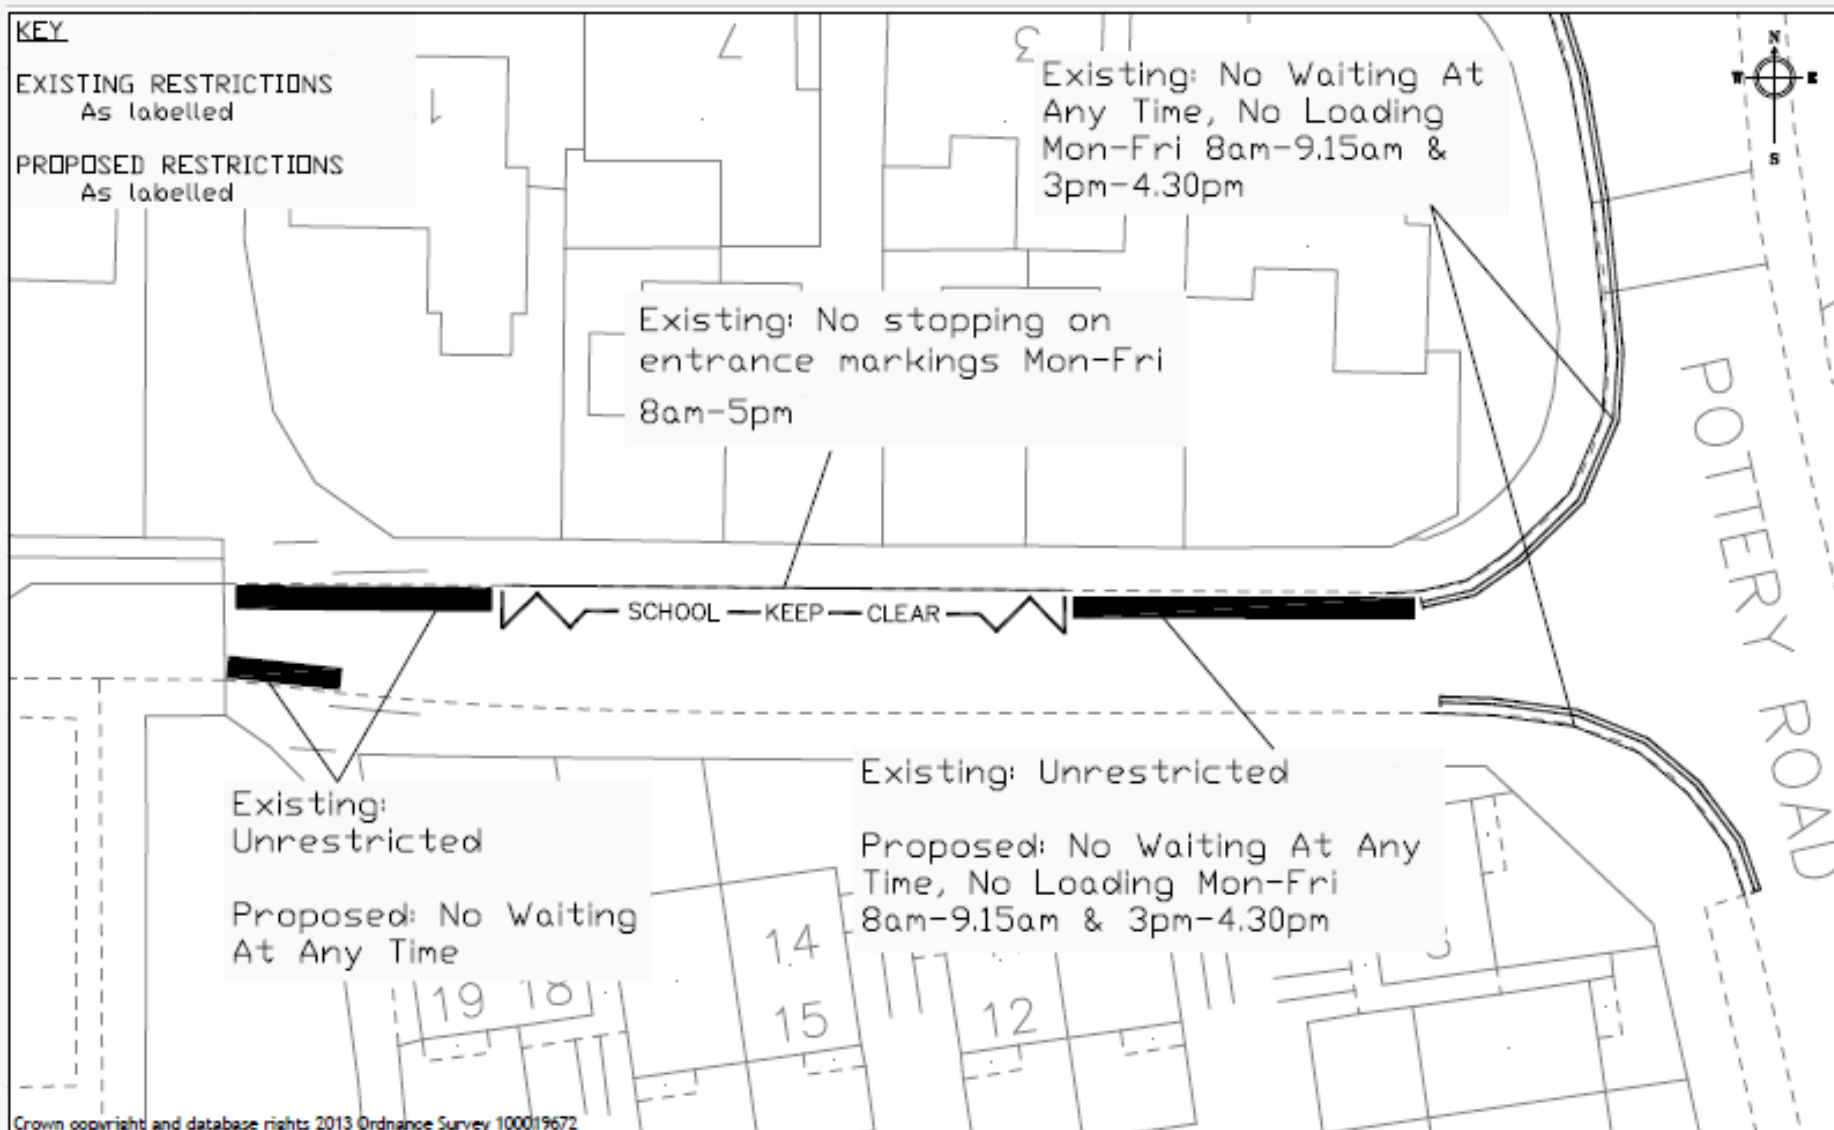 KEY
EXISTING RESTRICTIONS
As labelled
PROPOSED RESTRICTIONS
As labelled
1
7
3
Existing: No Waiting At
Any Time, No Loading
Mon-Fri 8am-9.15am &
3pm-4.30pm
N
W
E
S
Existing: No stopping on
entrance markings Mon-Fri
8am-5pm
SCHOOL KEEP CLEAR
POTTERY ROAD
Existing:
Unrestricted
Proposed: No Waiting
At Any Time
Existing: Unrestricted
Proposed: No Waiting At Any
Time, No Loading Mon-Fri
8am-9.15am & 3pm-4.30pm
19
18
14
15
12
Crown copyright and database rights 2013 Ordnance Survey 100019672